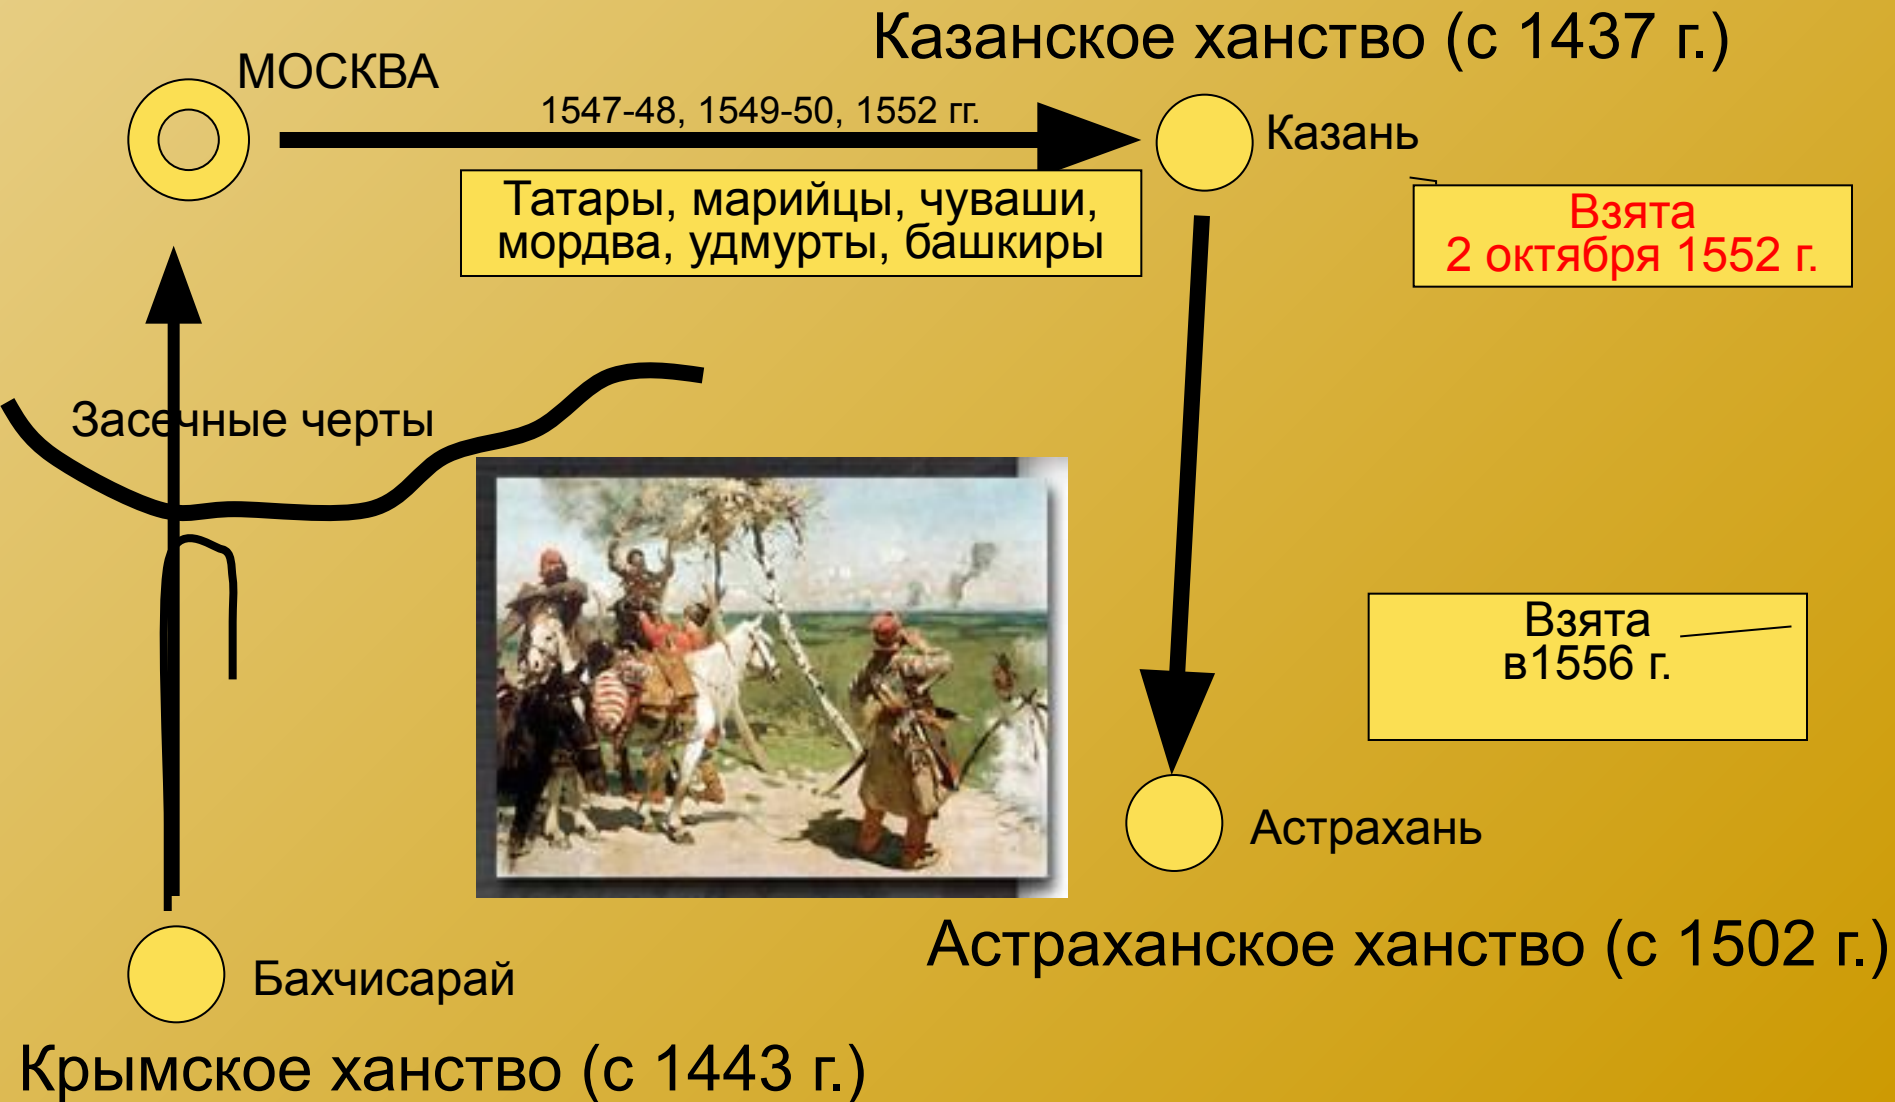 Казанское ханство (с 1437 г.)
МОСКВА
1547-48, 1549-50, 1552 гг.
Казань
Татары, марийцы, чуваши,
мордва, удмурты, башкиры
Взята
2 октября 1552 г.
Засечные черты
Взята
в1556 г.
Астрахань
Астраханское ханство (с 1502 г.)
Бахчисарай
Крымское ханство (с 1443 г.)